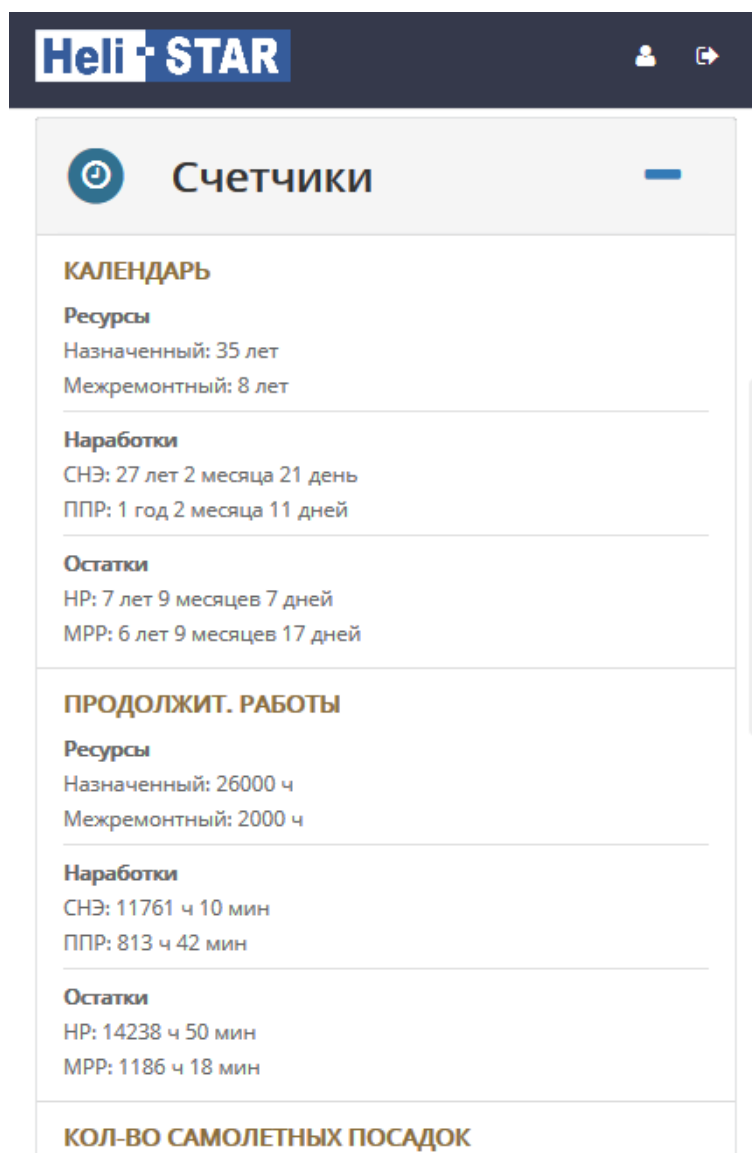 Heli STAR
Счетчики
КАЛЕНДАРЬ
Ресурсы
Назначенный: 35 лет
Межремонтный: 8 лет
Наработки
СНЭ: 27 лет 2 месяца 21 день
ППР: 1 год 2 месяца 11 дней
Остатки
НР: 7 лет 9 месяцев 7 дней
МРР: 6 лет 9 месяцев 17 дней
ПРОДОЛЖИТ. РАБОТЫ
Ресурсы
Назначенный: 26000 ч
Межремонтный: 2000 ч
Наработки
СНЭ: 11761 ч 10 мин
ППР: 813 ч 42 мин
Остатки
НР: 14238 ч 50 мин
МРР: 1186 ч 18 мин
КОЛ-ВО САМОЛЕТНЫХ ПОСАДОК